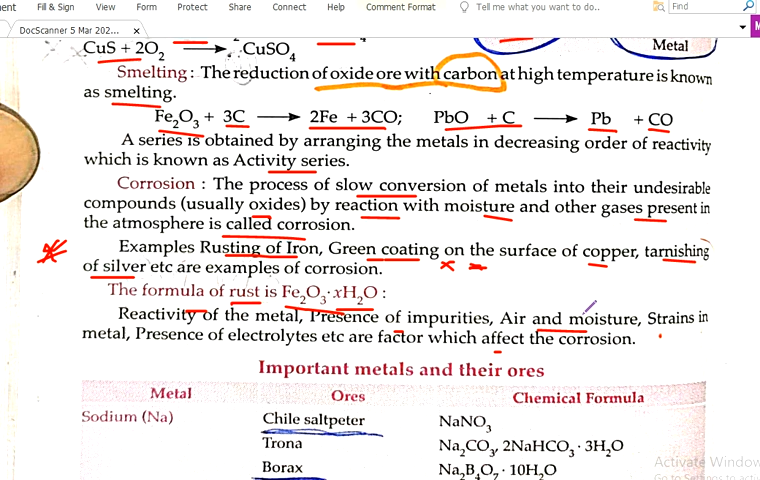 ment Fill & Sign View Form Protect Share Connect Help Comment Format Tell me what you want to do.. Find
DocScanner 5 Mar 202... × M
CuS + 2O₂ ⟶ CuSO₄ Metal
Smelting : The reduction of oxide ore with carbon at high temperature is known
as smelting.
Fe₂O₃ + 3C ⟶ 2Fe + 3CO; PbO + C ⟶ Pb + CO
A series is obtained by arranging the metals in decreasing order of reactivity
which is known as Activity series.
Corrosion : The process of slow conversion of metals into their undesirable
compounds (usually oxides) by reaction with moisture and other gases present in
the atmosphere is called corrosion.
Examples Rusting of Iron, Green coating on the surface of copper, tarnishing
of silver etc are examples of corrosion.
The formula of rust is Fe₂O₃·xH₂O :
Reactivity of the metal, Presence of impurities, Air and moisture, Strains in
metal, Presence of electrolytes etc are factor which affect the corrosion.
Important metals and their ores
Metal Ores Chemical Formula
Sodium (Na) Chile saltpeter NaNO₃
Trona Na₂CO₃, 2NaHCO₃·3H₂O
Borax Na₂B₄O₇·10H₂O
Activate Window
Go to Settings to activ